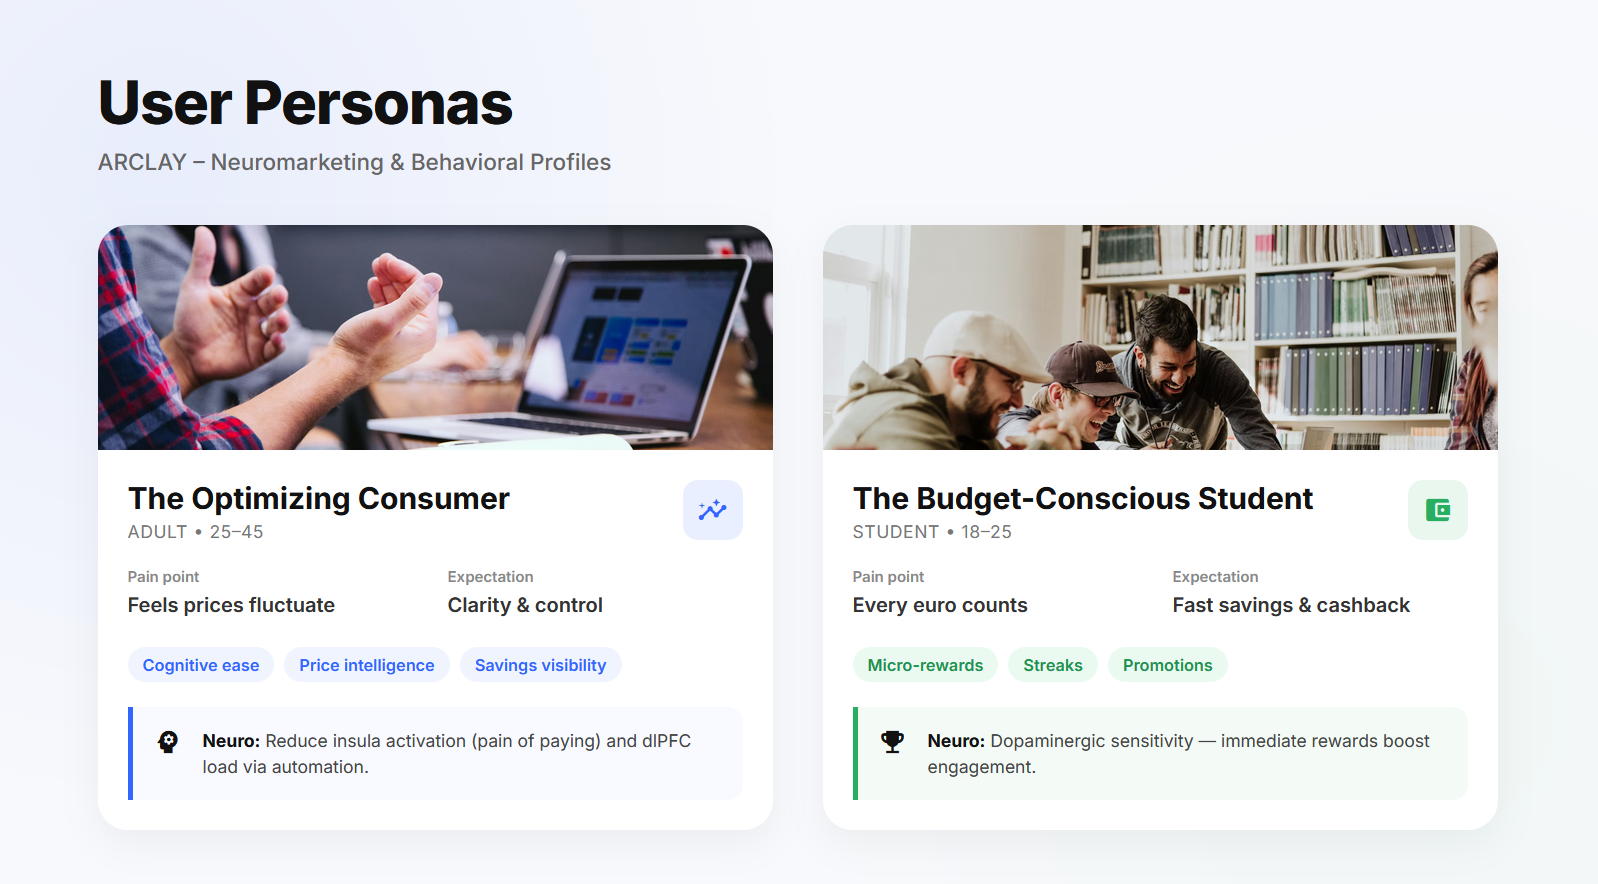 User Personas
ARCLAY – Neuromarketing & Behavioral Profiles
The Optimizing Consumer
ADULT • 25–45
Pain point
Feels prices fluctuate
Expectation
Clarity & control
Cognitive ease
Price intelligence
Savings visibility
Neuro: Reduce insula activation (pain of paying) and dlPFC
load via automation.
The Budget-Conscious Student
STUDENT • 18–25
Pain point
Every euro counts
Expectation
Fast savings & cashback
Micro-rewards
Streaks
Promotions
Neuro: Dopaminergic sensitivity — immediate rewards boost
engagement.